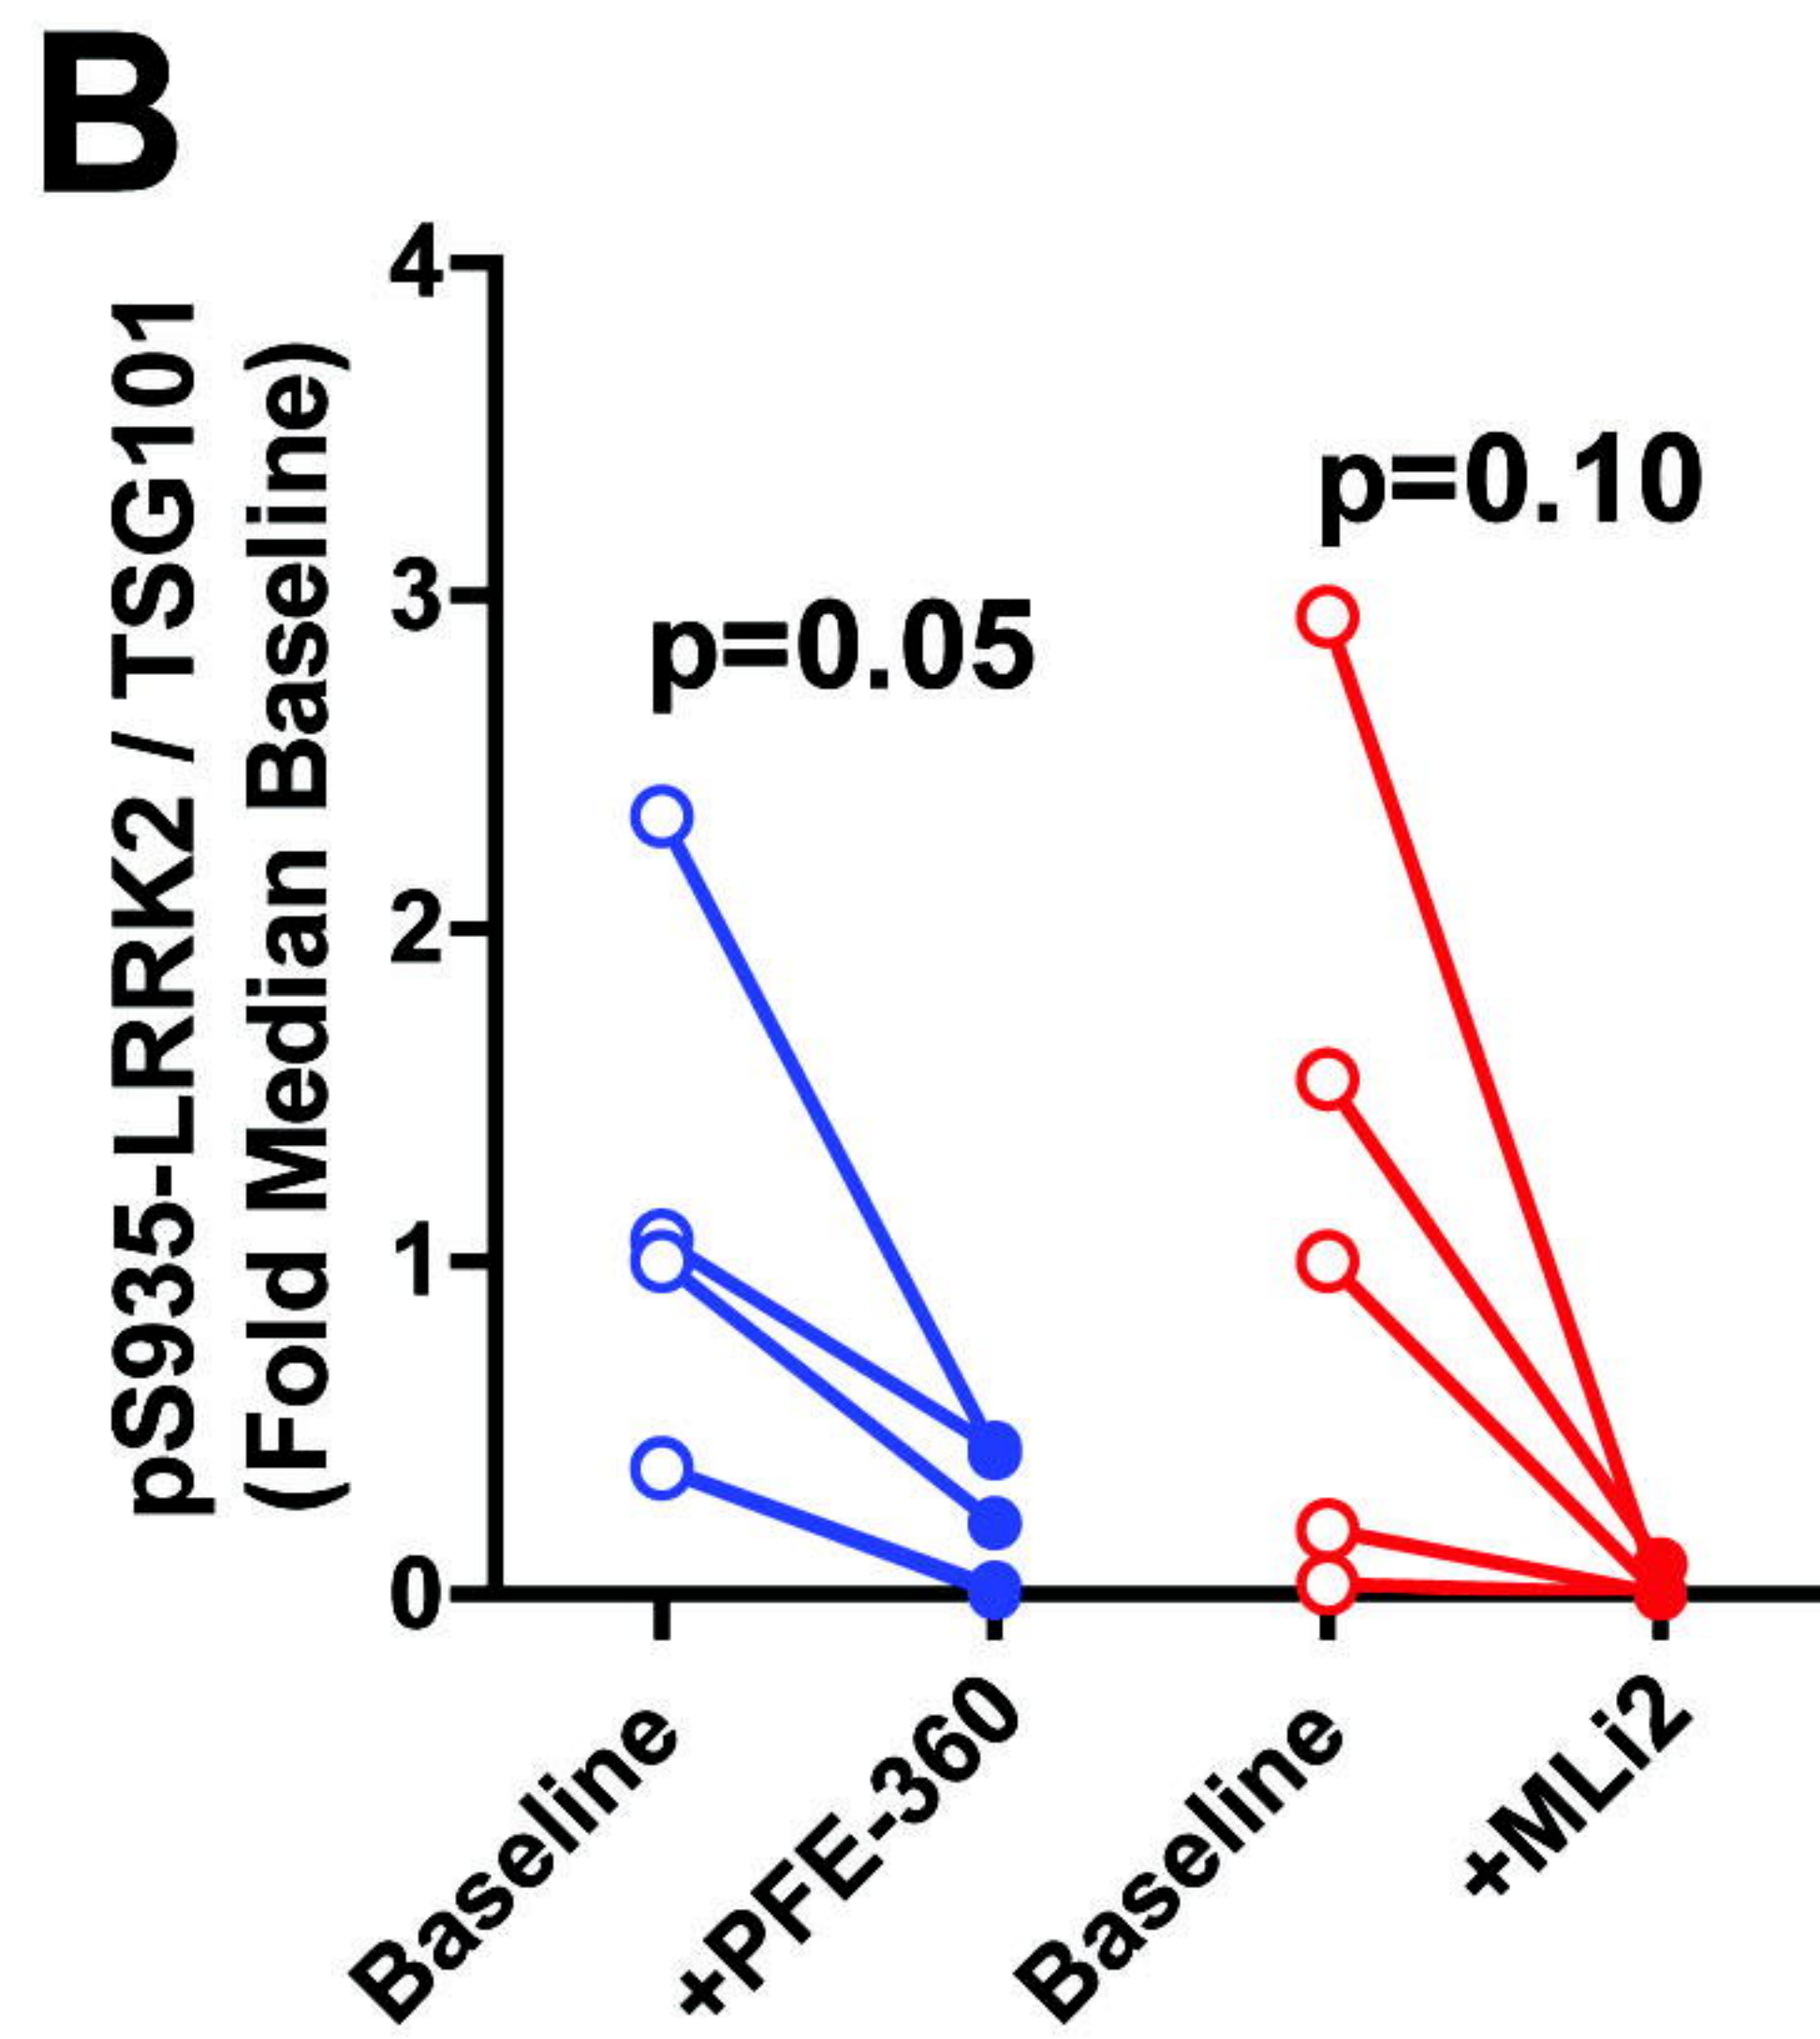 B
pS935-LRRK2 / TSG101
(Fold Median Baseline)
4
3
2
1
0
p=0.05
p=0.10
Baseline
+PFE-360
Baseline
+MLi2